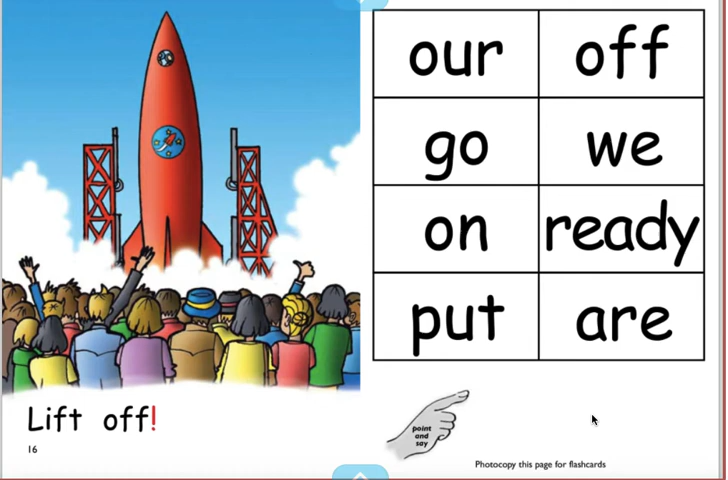 Lift off!
16
our off
go we
on ready
put are
point
and
say
Photocopy this page for flashcards